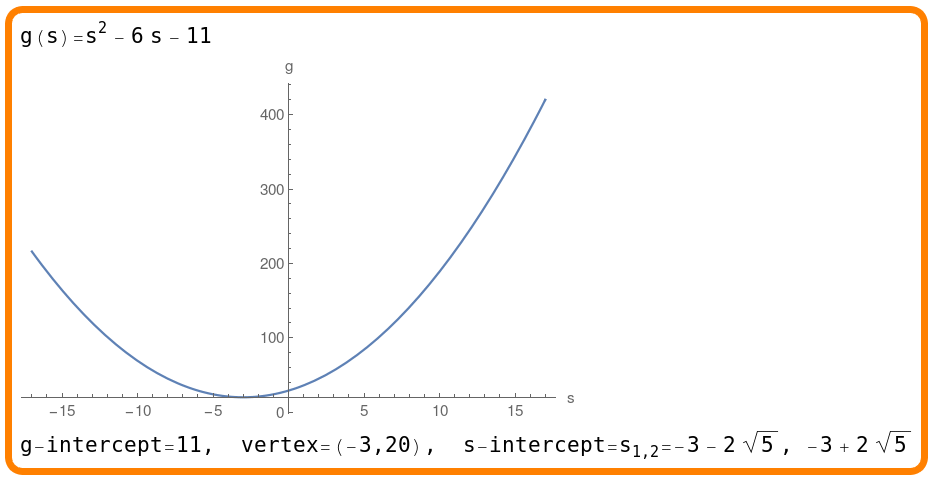 g(s)=s² − 6 s − 11
g
400
300
200
100
0
−15 −10 −5 5 10 15 s
g−intercept=11, vertex=(−3,20), s−intercept=s₁,₂=−3 − 2 √5, −3 + 2 √5